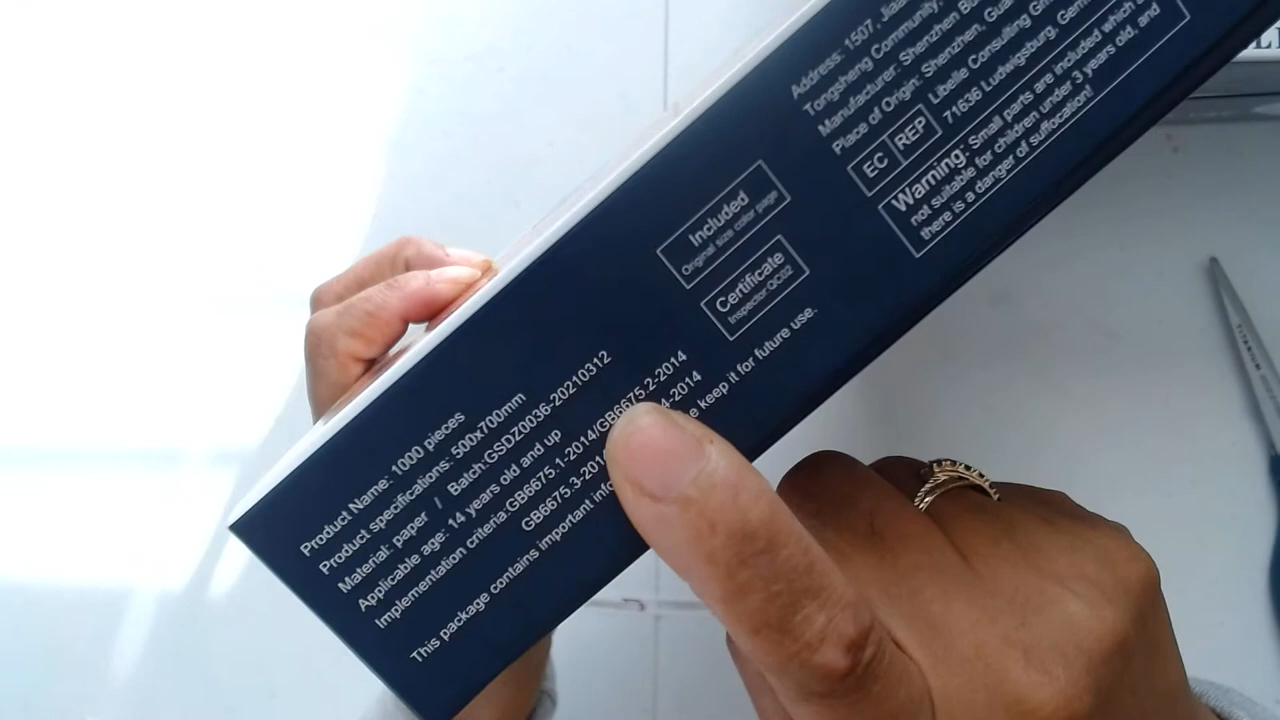 Product Name: 1000 pieces
Product specifications: 500x700mm
Material: paper / Batch:GSDZ0036-20210312
Applicable age: 14 years old and up
Implementation criteria:GB6675.1-2014/GB6675.2-2014
GB6675.3-201 4-2014
This package contains important keep it for future use.
Included
Original size color page
Certificate
Inspector:QC02
Address: 1507,
Tongsheng Community,
Manufacturer: Shenzhen
Place of Origin: Shenzhen,
EC REP
Libelle Consulting
71636 Ludwigsburg,
Warning: Small parts are included which
not suitable for children under 3 years old, and
there is a danger of suffocation!
TITANIUM